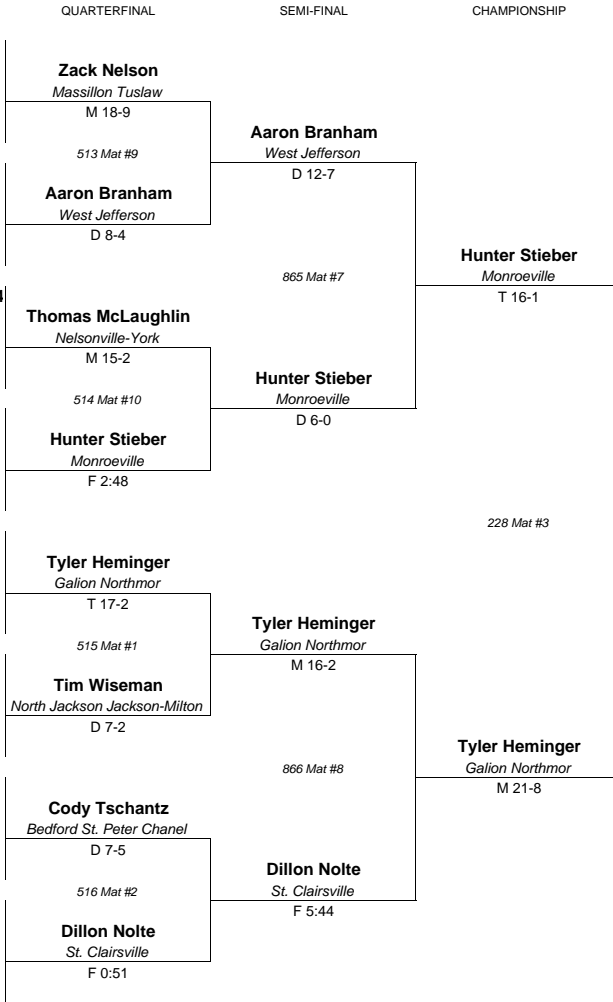 QUARTERFINAL
SEMI-FINAL
CHAMPIONSHIP
Zack Nelson
Massillon Tuslaw
M 18-9
513 Mat #9
Aaron Branham
West Jefferson
D 8-4
Aaron Branham
West Jefferson
D 12-7
865 Mat #7
Hunter Stieber
Monroeville
T 16-1
Thomas McLaughlin
Nelsonville-York
M 15-2
514 Mat #10
Hunter Stieber
Monroeville
F 2:48
Hunter Stieber
Monroeville
D 6-0
228 Mat #3
Tyler Heminger
Galion Northmor
T 17-2
515 Mat #1
Tim Wiseman
North Jackson Jackson-Milton
D 7-2
Tyler Heminger
Galion Northmor
M 16-2
866 Mat #8
Tyler Heminger
Galion Northmor
M 21-8
Cody Tschantz
Bedford St. Peter Chanel
D 7-5
516 Mat #2
Dillon Nolte
St. Clairsville
F 0:51
Dillon Nolte
St. Clairsville
F 5:44